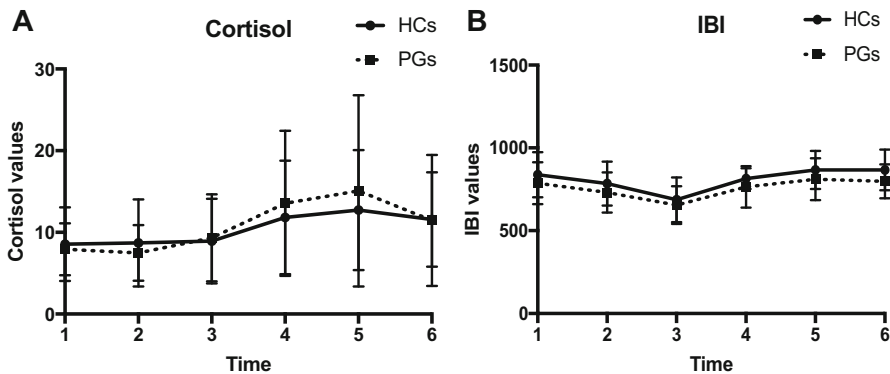 A
Cortisol
HCs
PGs
Cortisol values
30
20
10
0
1 2 3 4 5 6
Time
B
IBI
HCs
PGs
IBI values
1500
1000
500
0
1 2 3 4 5 6
Time